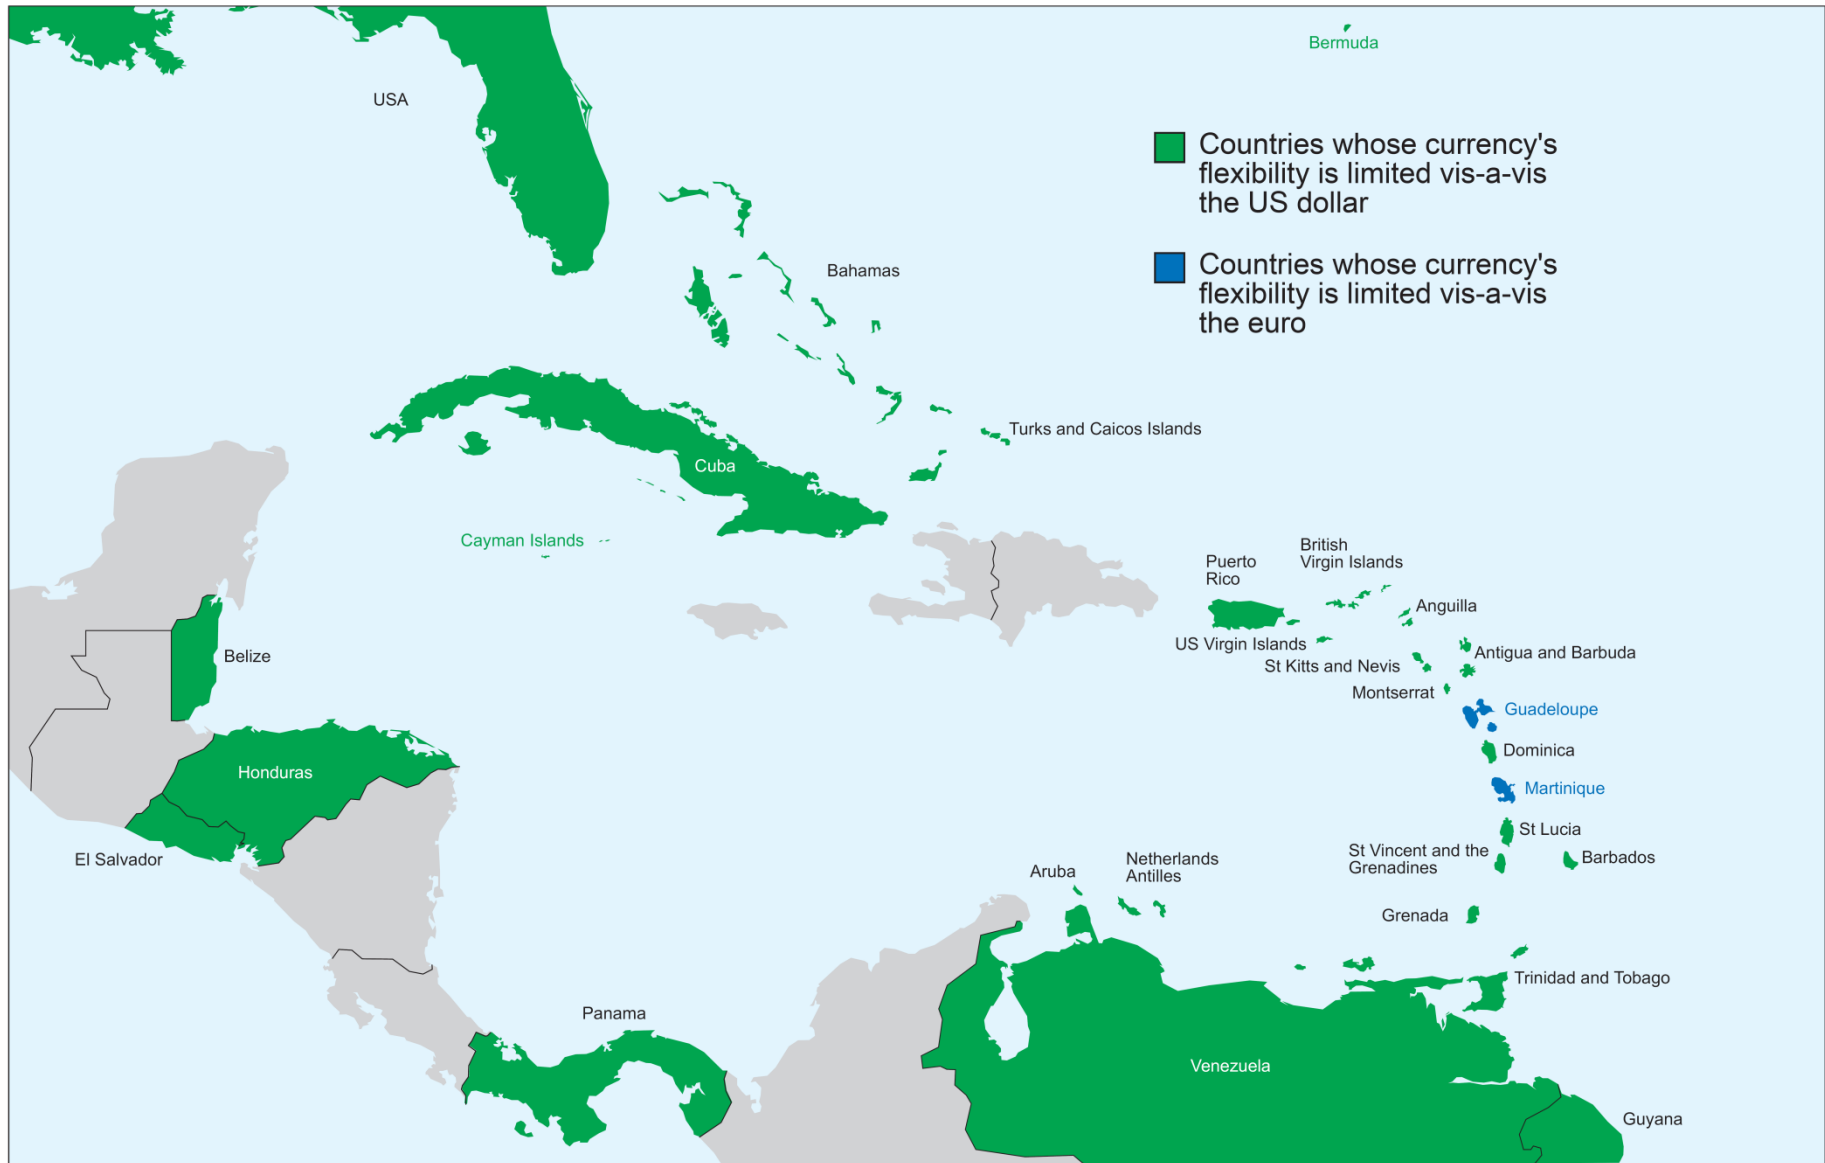 Bermuda
USA
Countries whose currency's
flexibility is limited vis-a-vis
the US dollar
Countries whose currency's
flexibility is limited vis-a-vis
the euro
Bahamas
Turks and Caicos Islands
Cuba
Cayman Islands
British
Virgin Islands
Puerto
Rico
Anguilla
US Virgin Islands
Antigua and Barbuda
St Kitts and Nevis
Belize
Montserrat
Guadeloupe
Dominica
Honduras
Martinique
St Lucia
El Salvador
St Vincent and the
Grenadines
Barbados
Netherlands
Antilles
Aruba
Grenada
Trinidad and Tobago
Panama
Venezuela
Guyana